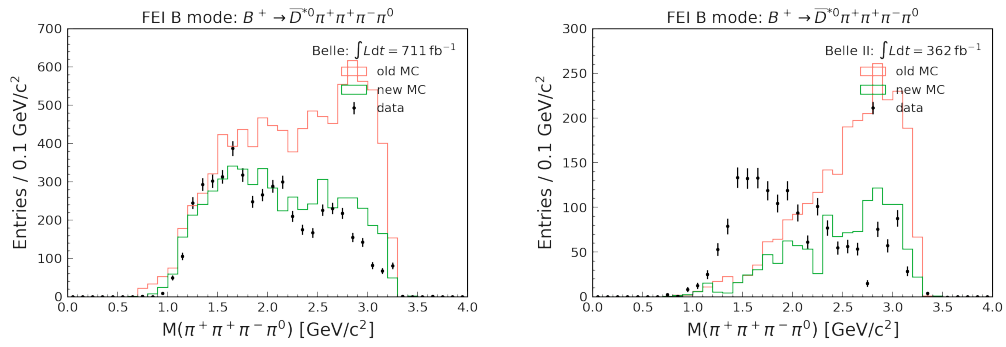 FEI B mode: B⁺ → D̅*⁰π⁺π⁺π⁻π⁰
Belle: ∫Ldt = 711 fb⁻¹
old MC
new MC
data
Entries / 0.1 GeV/c²
700
600
500
400
300
200
100
0
0.0 0.5 1.0 1.5 2.0 2.5 3.0 3.5 4.0
M(π⁺π⁺π⁻π⁰) [GeV/c²]
FEI B mode: B⁺ → D̅*⁰π⁺π⁺π⁻π⁰
Belle II: ∫Ldt = 362 fb⁻¹
old MC
new MC
data
Entries / 0.1 GeV/c²
300
250
200
150
100
50
0
0.0 0.5 1.0 1.5 2.0 2.5 3.0 3.5 4.0
M(π⁺π⁺π⁻π⁰) [GeV/c²]